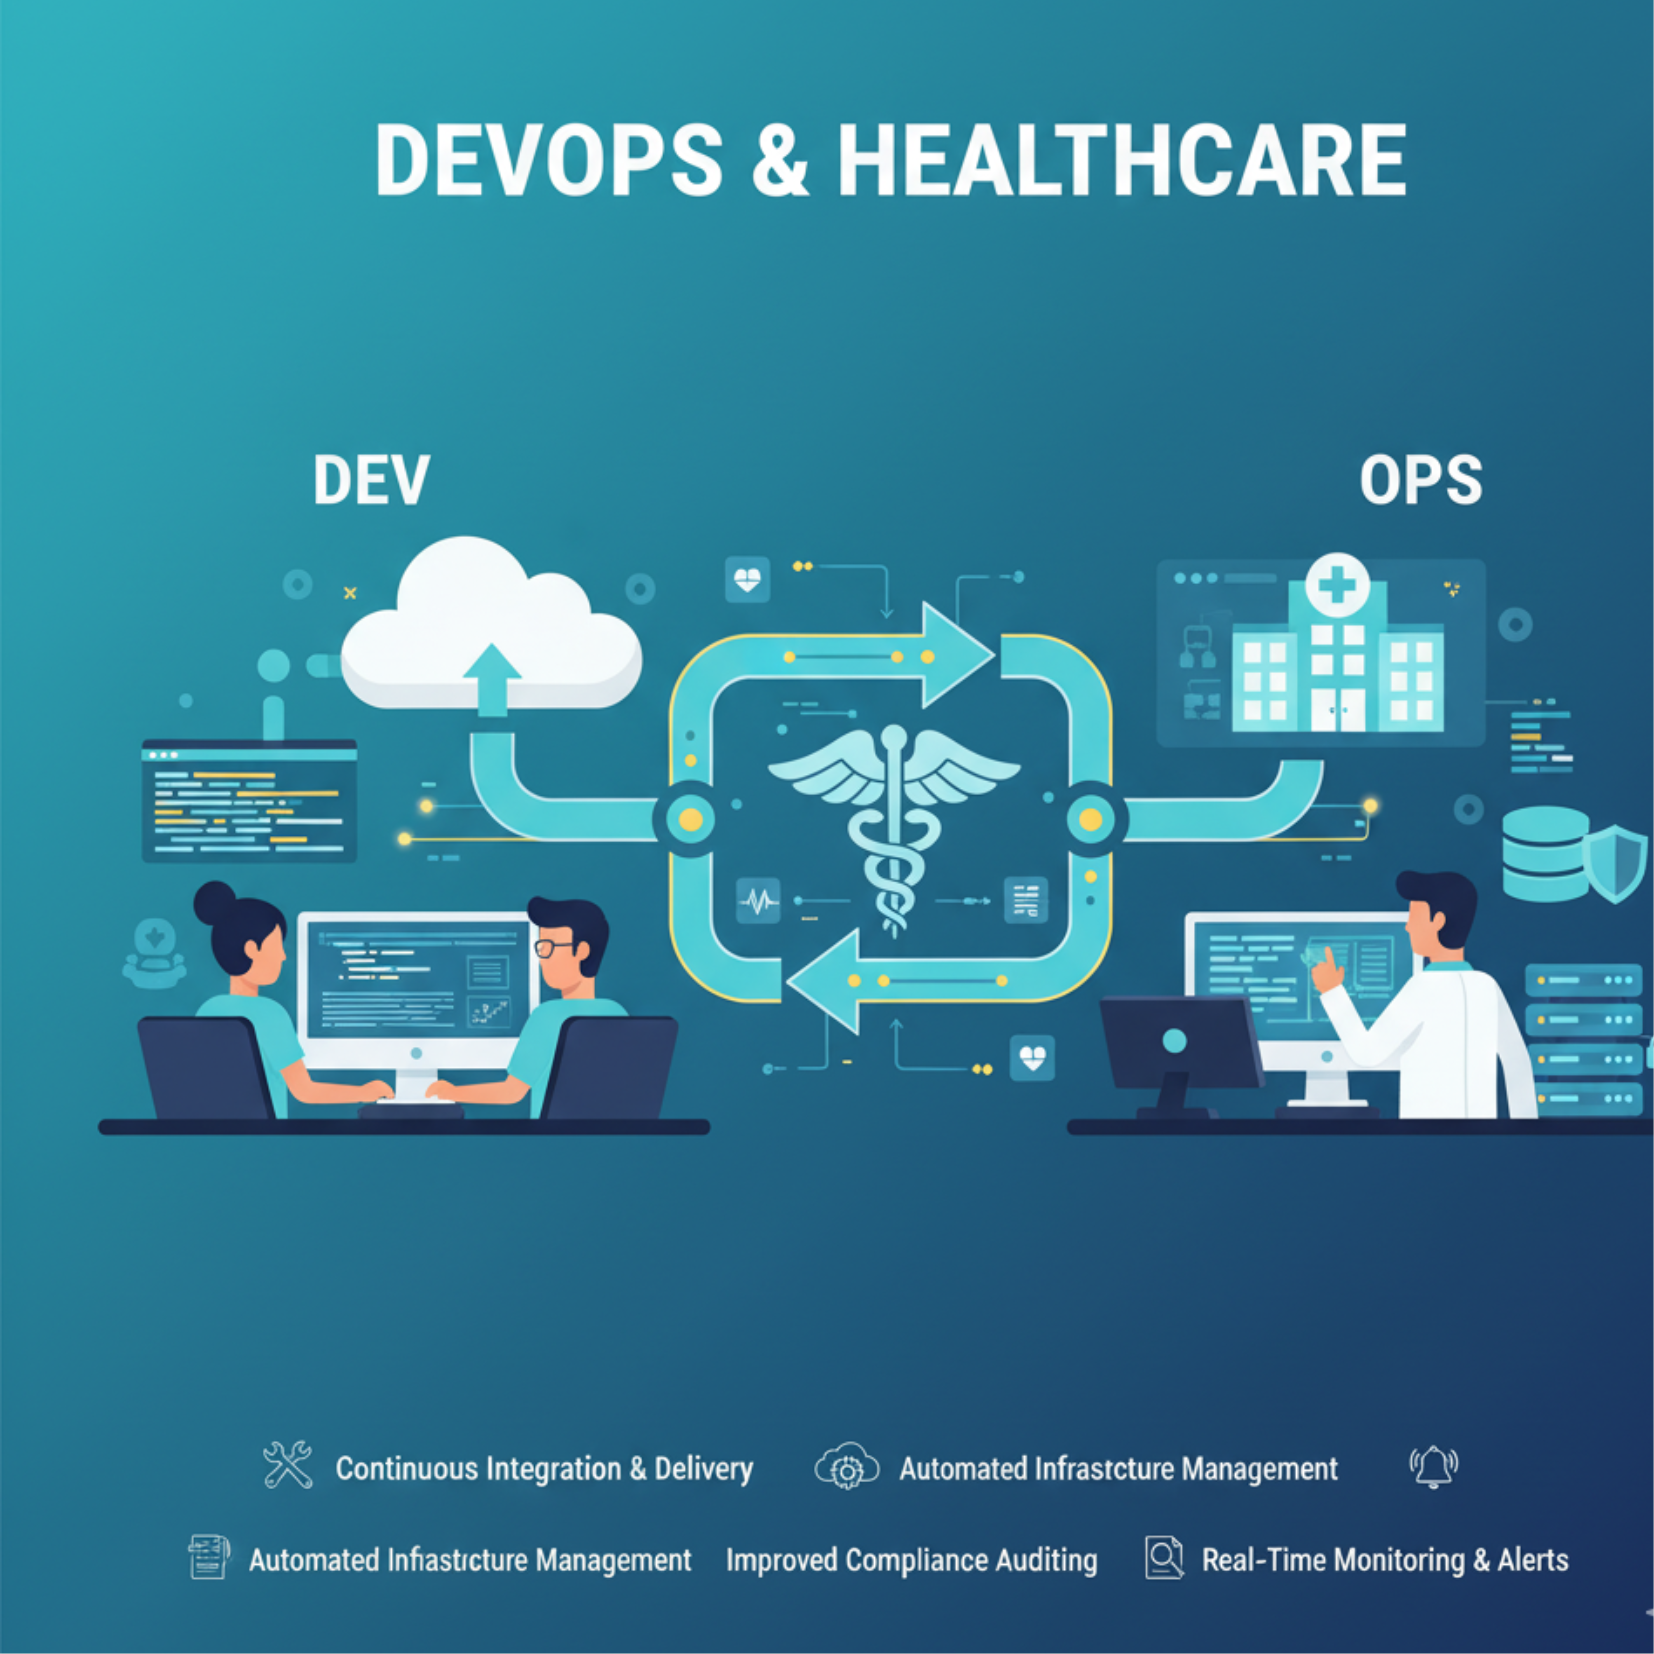 DEVOPS & HEALTHCARE
DEV
OPS
Continuous Integration & Delivery
Automated Infrastcture Management
Automated Infiastrcture Management
Improved Compliance Auditing
Real-Time Monitoring & Alerts